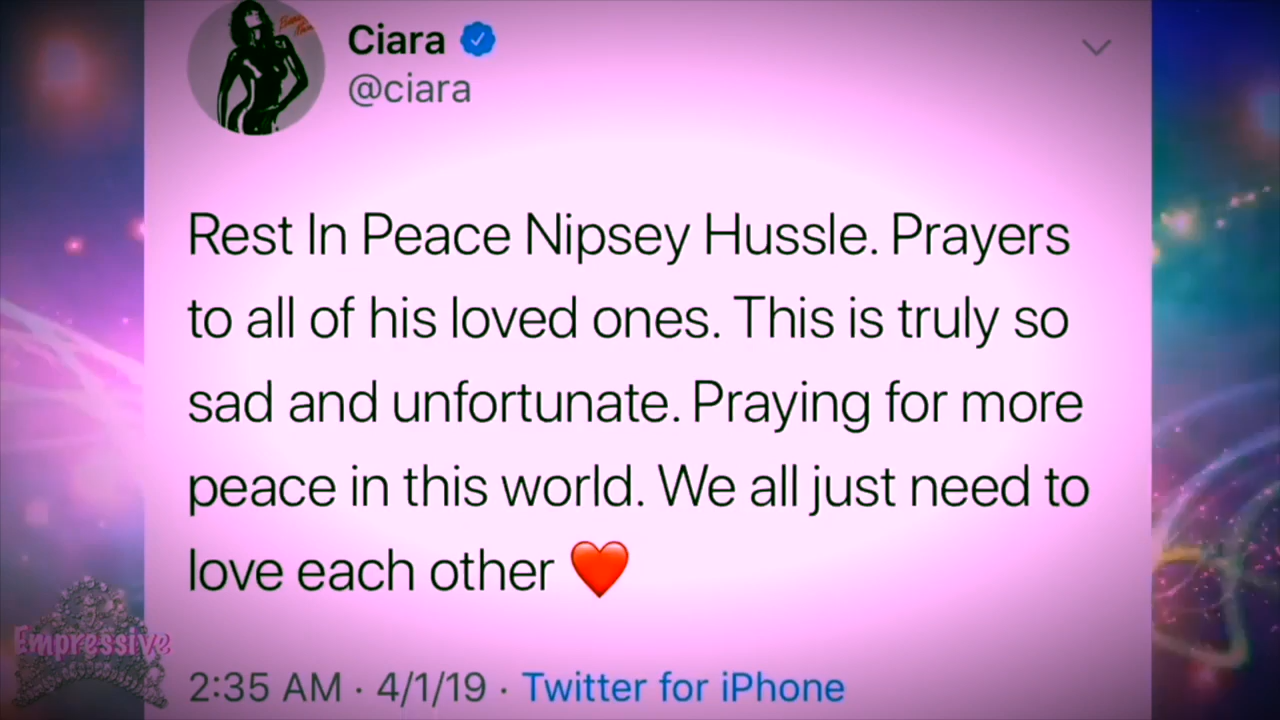 Ciara
@ciara
Rest In Peace Nipsey Hussle. Prayers
to all of his loved ones. This is truly so
sad and unfortunate. Praying for more
peace in this world. We all just need to
love each other ❤️
Empressive
2:35 AM · 4/1/19 · Twitter for iPhone